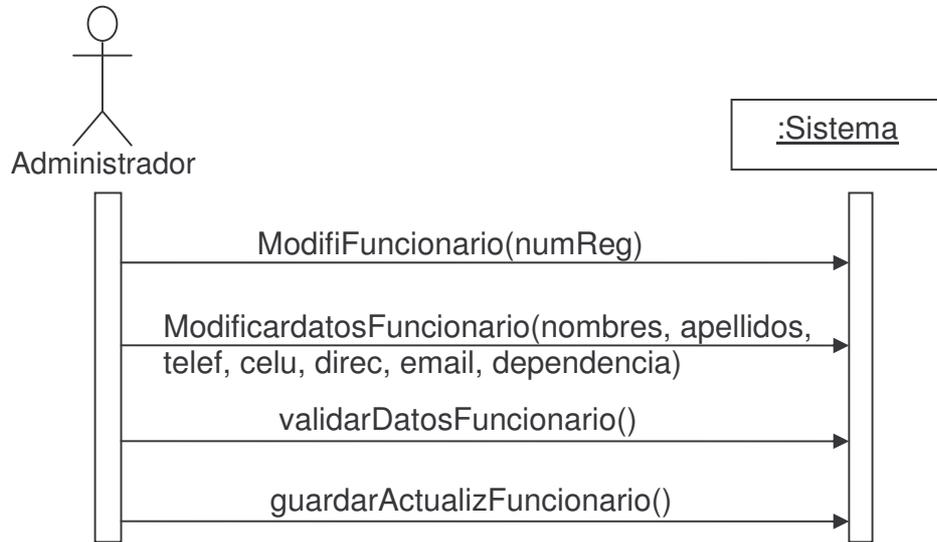 Administrador
:Sistema
ModifiFuncionario(numReg)
ModificardatosFuncionario(nombres, apellidos,
telef, celu, direc, email, dependencia)
validarDatosFuncionario()
guardarActualizFuncionario()